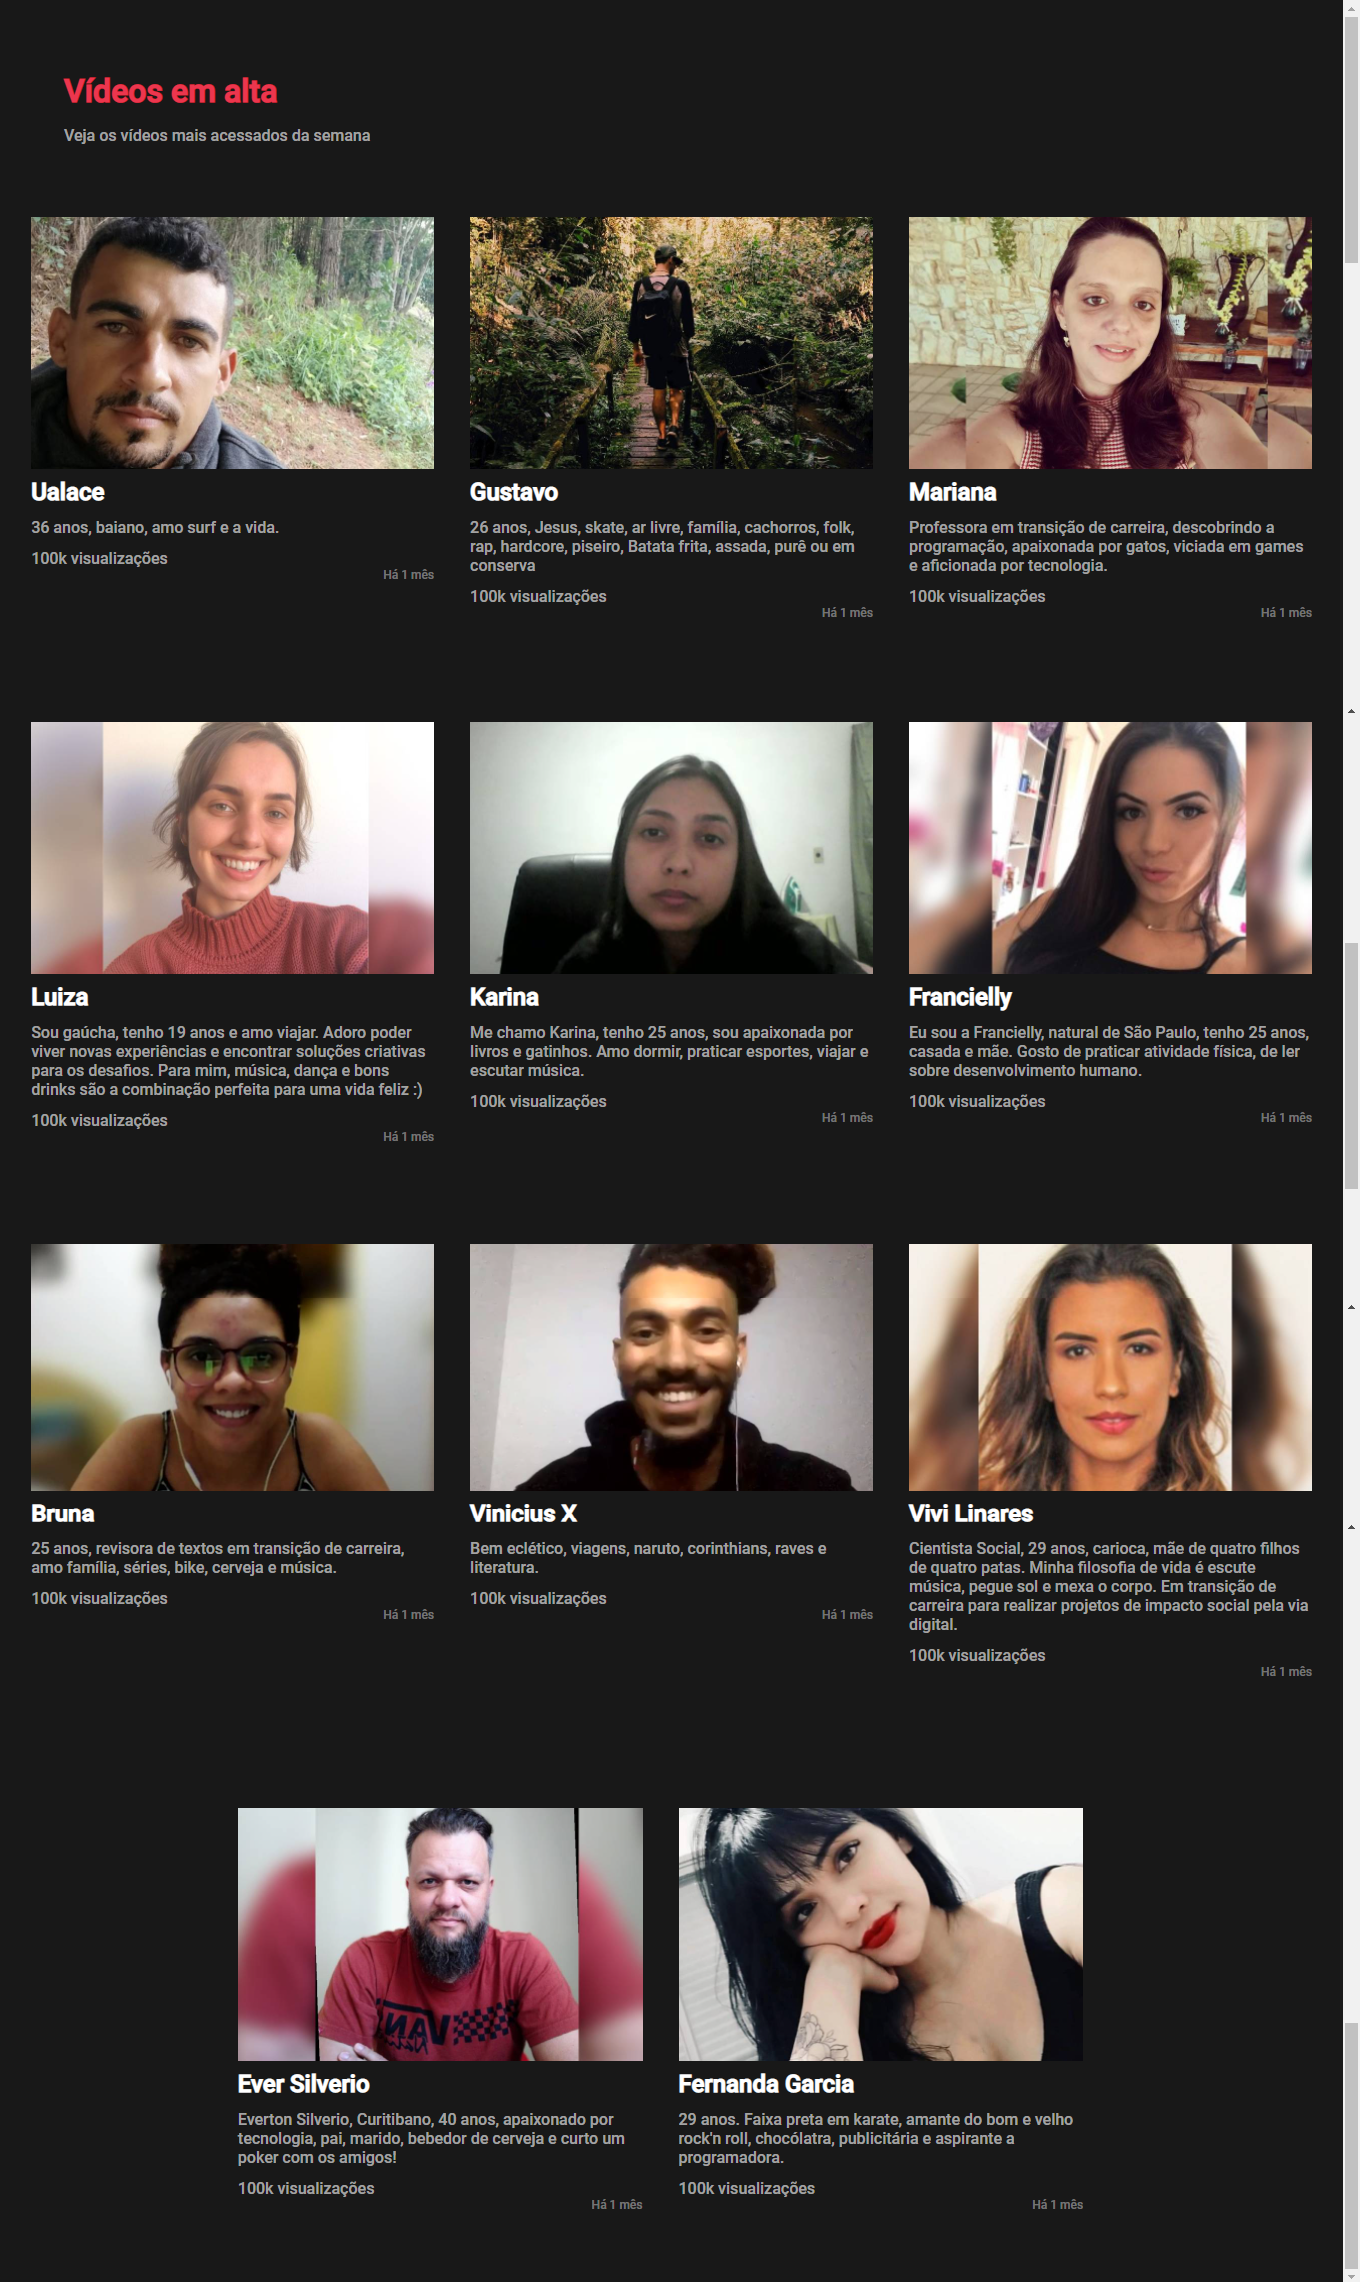 Vídeos em alta
Veja os vídeos mais acessados da semana
Ualace
36 anos, baiano, amo surf e a vida.
100k visualizações
Há 1 mês
Gustavo
26 anos, Jesus, skate, ar livre, família, cachorros, folk,
rap, hardcore, piseiro, Batata frita, assada, purê ou em
conserva
100k visualizações
Há 1 mês
Mariana
Professora em transição de carreira, descobrindo a
programação, apaixonada por gatos, viciada em games
e aficionada por tecnologia.
100k visualizações
Há 1 mês
Luiza
Sou gaúcha, tenho 19 anos e amo viajar. Adoro poder
viver novas experiências e encontrar soluções criativas
para os desafios. Para mim, música, dança e bons
drinks são a combinação perfeita para uma vida feliz :)
100k visualizações
Há 1 mês
Karina
Me chamo Karina, tenho 25 anos, sou apaixonada por
livros e gatinhos. Amo dormir, praticar esportes, viajar e
escutar música.
100k visualizações
Há 1 mês
Francielly
Eu sou a Francielly, natural de São Paulo, tenho 25 anos,
casada e mãe. Gosto de praticar atividade física, de ler
sobre desenvolvimento humano.
100k visualizações
Há 1 mês
Bruna
25 anos, revisora de textos em transição de carreira,
amo família, séries, bike, cerveja e música.
100k visualizações
Há 1 mês
Vinicius X
Bem eclético, viagens, naruto, corinthians, raves e
literatura.
100k visualizações
Há 1 mês
Vivi Linares
Cientista Social, 29 anos, carioca, mãe de quatro filhos
de quatro patas. Minha filosofia de vida é escute
música, pegue sol e mexa o corpo. Em transição de
carreira para realizar projetos de impacto social pela via
digital.
100k visualizações
Há 1 mês
Ever Silverio
Everton Silverio, Curitibano, 40 anos, apaixonado por
tecnologia, pai, marido, bebedor de cerveja e curto um
poker com os amigos!
100k visualizações
Há 1 mês
Fernanda Garcia
29 anos. Faixa preta em karate, amante do bom e velho
rock'n roll, chocólatra, publicitária e aspirante a
programadora.
100k visualizações
Há 1 mês